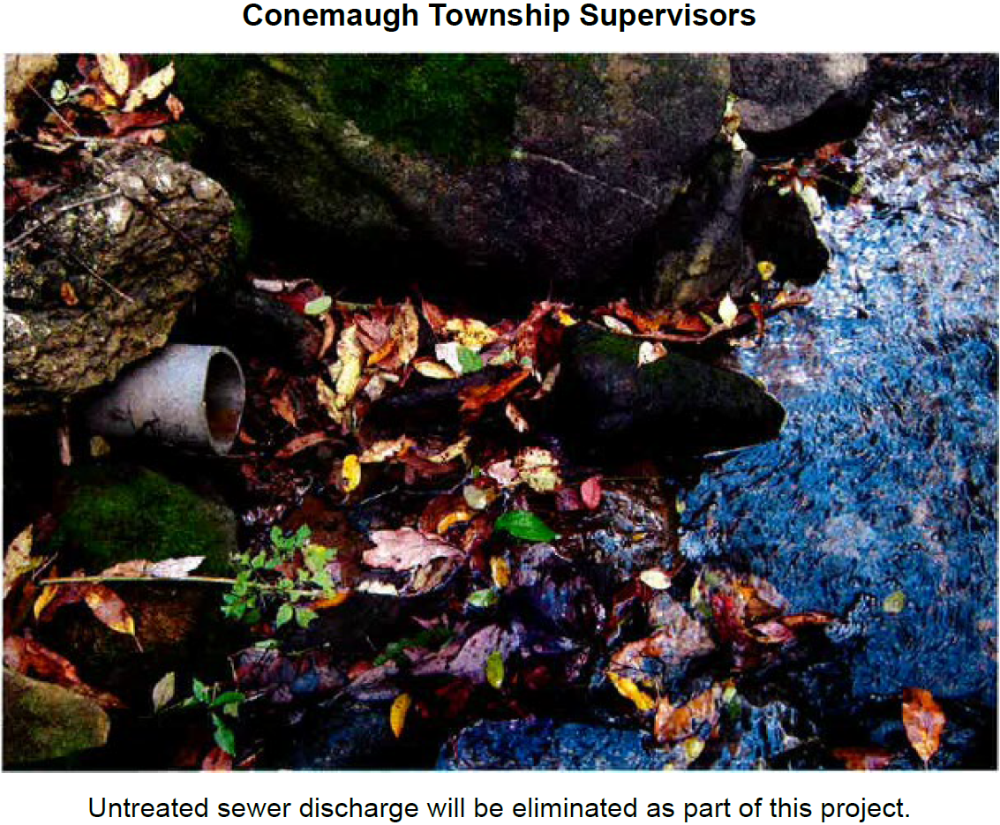 Conemaugh Township Supervisors
Untreated sewer discharge will be eliminated as part of this project.